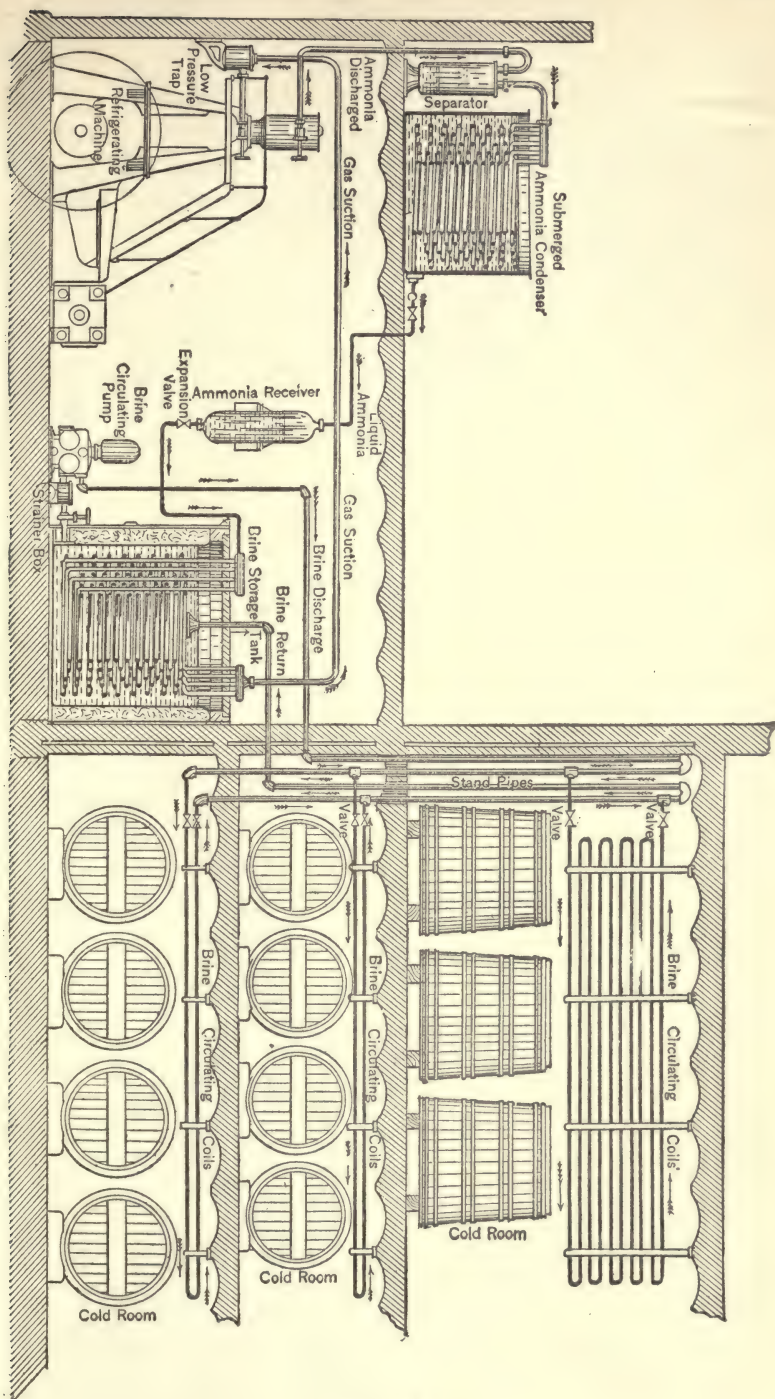 Low
Pressure
Trap
Refrigerating
Machine
Ammonia
Discharged
Gas Suction
Separator
Submerged
Ammonia Condenser
Liquid
Ammonia
Ammonia Receiver
Expansion
Valve
Brine
Circulating
Pump
Strainer Box
Gas Suction
Brine Discharge
Brine Return
Brine Storage Tank
Stand Pipes
Valve
Valve
Valve
Brine Circulating Coils
Cold Room
Brine Circulating Coils
Cold Room
Brine Circulating Coils
Cold Room